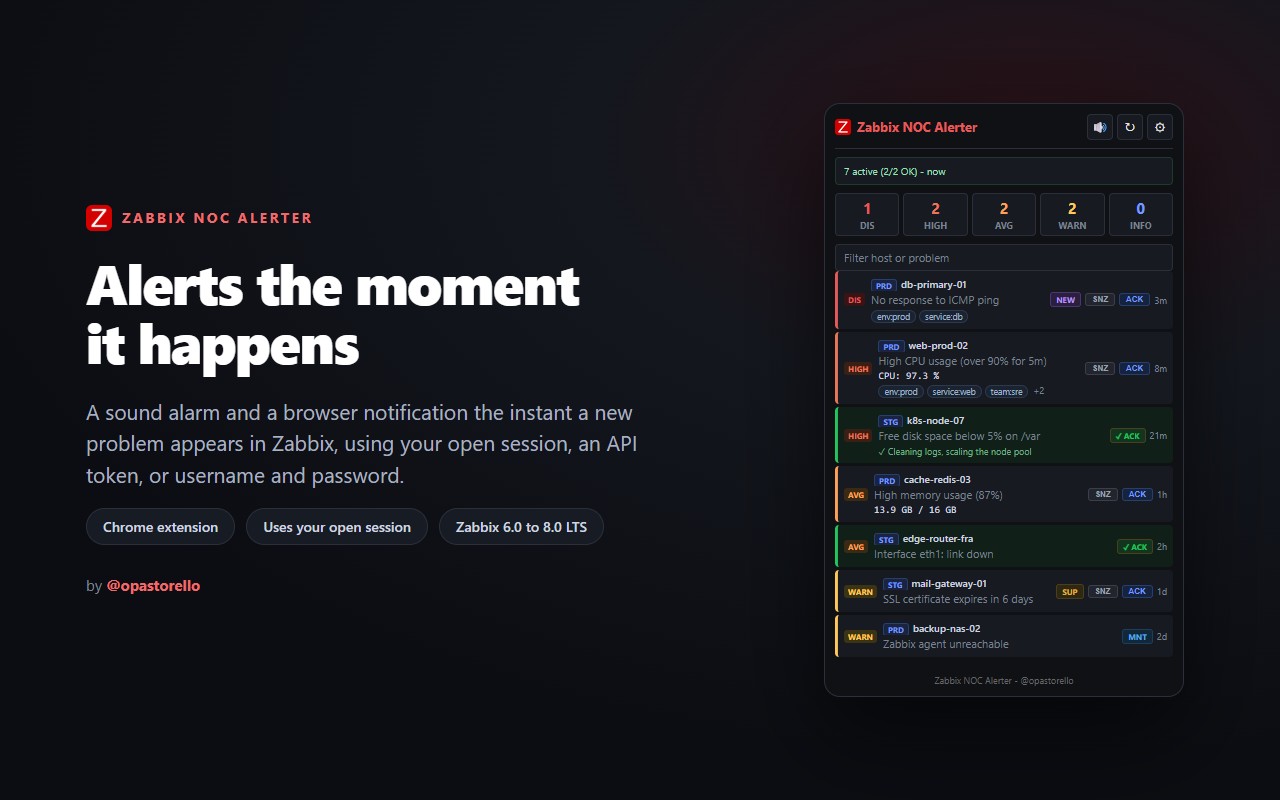 Z ZABBIX NOC ALERTER
Alerts the moment
it happens
A sound alarm and a browser notification the instant a new
problem appears in Zabbix, using your open session, an API
token, or username and password.
Chrome extension Uses your open session Zabbix 6.0 to 8.0 LTS
by @opastorello
Z Zabbix NOC Alerter
7 active (2/2 OK) - now
1 2 2 2 0
DIS HIGH AVG WARN INFO
Filter host or problem
PRD db-primary-01
DIS No response to ICMP ping NEW SNZ ACK 3m
env:prod service:db
PRD web-prod-02
High CPU usage (over 90% for 5m)
HIGH CPU: 97.3 % SNZ ACK 8m
env:prod service:web team:sre +2
STG k8s-node-07
HIGH Free disk space below 5% on /var ✓ ACK 21m
✓ Cleaning logs, scaling the node pool
PRD cache-redis-03
AVG High memory usage (87%) SNZ ACK 1h
13.9 GB / 16 GB
STG edge-router-fra
AVG Interface eth1: link down ✓ ACK 2h
STG mail-gateway-01
WARN SSL certificate expires in 6 days SUP SNZ ACK 1d
PRD backup-nas-02
WARN Zabbix agent unreachable MNT 2d
Zabbix NOC Alerter - @opastorello